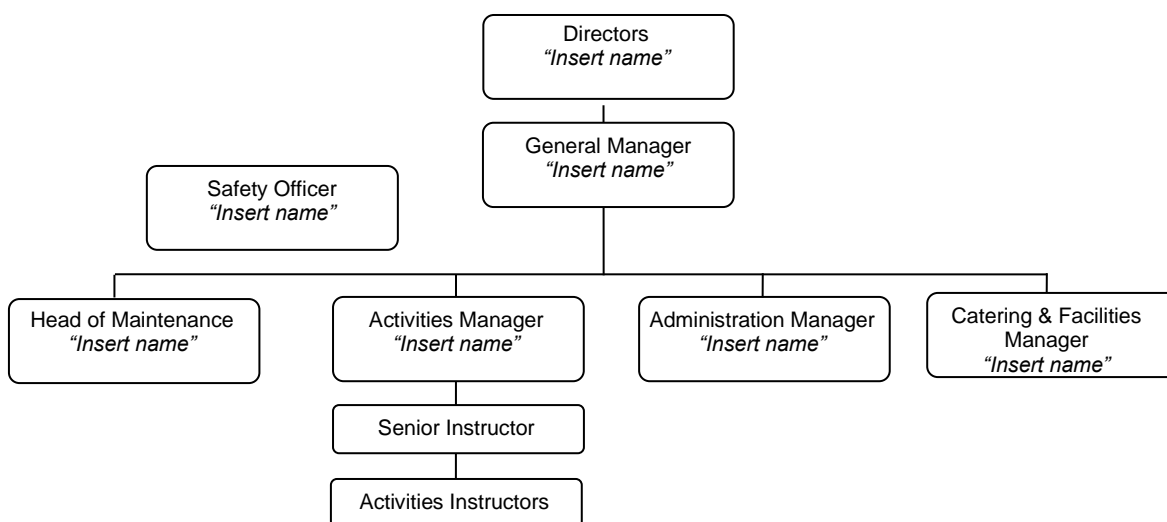 Directors
“Insert name”
General Manager
“Insert name”
Safety Officer
“Insert name”
Head of Maintenance
“Insert name”
Activities Manager
“Insert name”
Administration Manager
“Insert name”
Catering & Facilities
Manager
“Insert name”
Senior Instructor
Activities Instructors